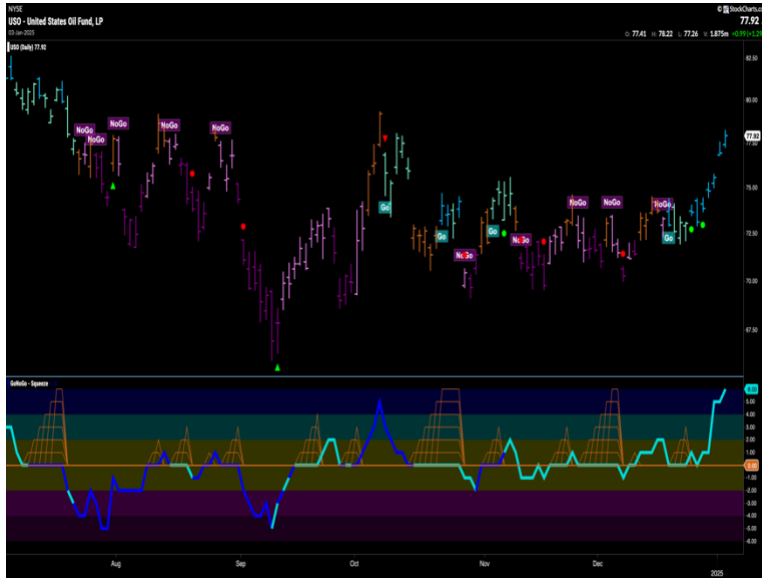 NYSE
© StockCharts.co
USO - United States Oil Fund, LP
77.92
03-Jan-2025
O: 77.41 H: 78.22 L: 77.26 V: 1.875m +0.99 (+1.29
USO (Daily) 77.92
82.50
80.00
77.92
77.50
75.00
72.50
70.00
67.50
NoGo
NoGo
NoGo
NoGo
NoGo
Go
Go
NoGo
Go
NoGo
NoGo
NoGo
NoGo
Go
GoNoGo - Squeeze
6.00
5.00
4.00
3.00
2.00
1.00
0.00
-1.00
-2.00
-3.00
-4.00
-5.00
-6.00
Aug Sep Oct Nov Dec 2025